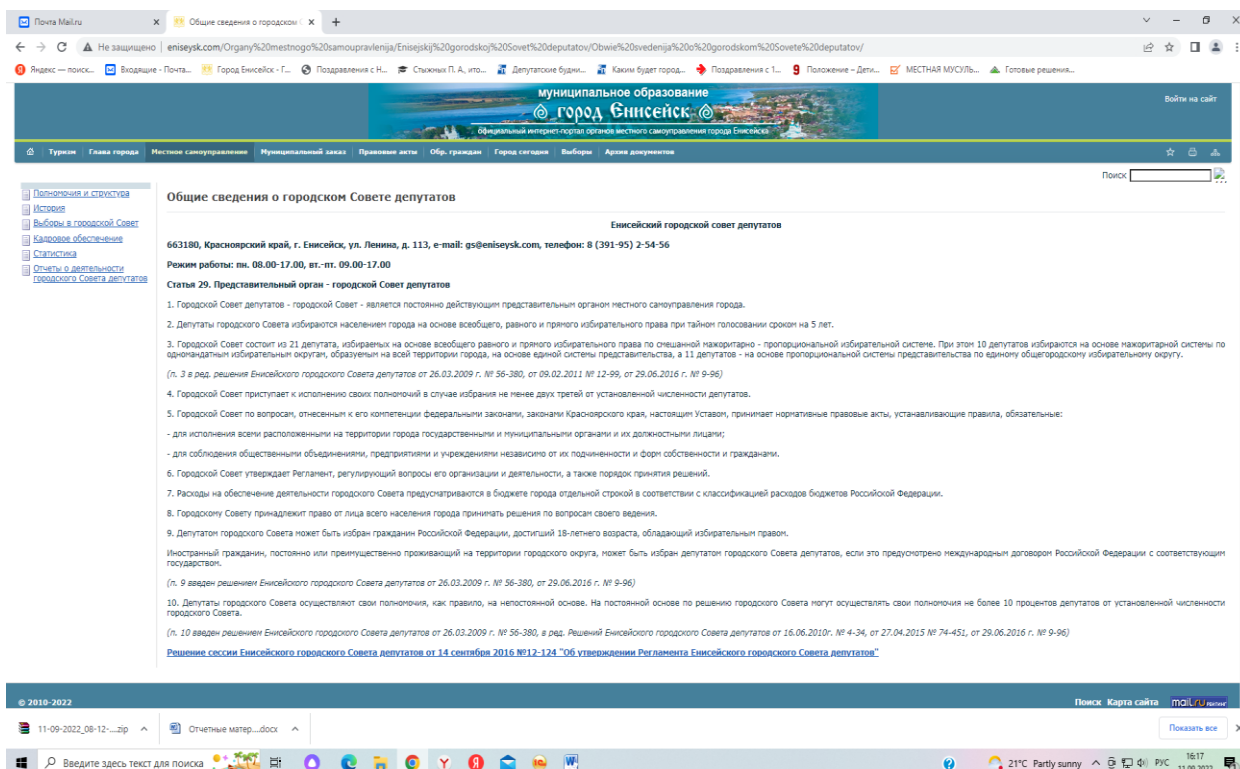 Почта Mail.ru
Общие сведения о городском С
Не защищено
eniseysk.com/Organy%20mestnogo%20samoupravlenija/Enisejskij%20gorodskoj%20Sovet%20deputatov/Obwie%20svedenija%20o%20gorodskom%20Sovete%20deputatov/
Яндекс — поиск...
Входящие - Почта...
Город Енисейск - Г...
Поздравления с Н...
Стыжных П. А., ито...
Депутатские будни...
Каким будет город...
Поздравления с 1...
Положение – Дети...
МЕСТНАЯ МУСУЛЬ...
Готовые решения...
муниципальное образование
город Енисейск
официальный интернет-портал органов местного самоуправления города Енисейска
Войти на сайт
Туризм
Глава города
Местное самоуправление
Муниципальный заказ
Правовые акты
Обр. граждан
Город сегодня
Выборы
Архив документов
Поиск
Полномочия и структура
История
Выборы в городской Совет
Кадровое обеспечение
Статистика
Отчеты о деятельности
городского Совета депутатов
Общие сведения о городском Совете депутатов
Енисейский городской совет депутатов
663180, Красноярский край, г. Енисейск, ул. Ленина, д. 113, e-mail: gs@eniseysk.com, телефон: 8 (391-95) 2-54-56
Режим работы: пн. 08.00-17.00, вт.-пт. 09.00-17.00
Статья 29. Представительный орган - городской Совет депутатов
1. Городской Совет депутатов - городской Совет - является постоянно действующим представительным органом местного самоуправления города.
2. Депутаты городского Совета избираются населением города на основе всеобщего, равного и прямого избирательного права при тайном голосовании сроком на 5 лет.
3. Городской Совет состоит из 21 депутата, избираемых на основе всеобщего равного и прямого избирательного права по смешанной мажоритарно - пропорциональной избирательной системе. При этом 10 депутатов избираются на основе мажоритарной системы по
одномандатным избирательным округам, образуемым на всей территории города, на основе единой системы представительства, а 11 депутатов - на основе пропорциональной системы представительства по единому общегородскому избирательному округу.
(п. 3 в ред. решения Енисейского городского Совета депутатов от 26.03.2009 г. № 56-380, от 09.02.2011 № 12-99, от 29.06.2016 г. № 9-96)
4. Городской Совет приступает к исполнению своих полномочий в случае избрания не менее двух третей от установленной численности депутатов.
5. Городской Совет по вопросам, отнесенным к его компетенции федеральными законами, законами Красноярского края, настоящим Уставом, принимает нормативные правовые акты, устанавливающие правила, обязательные:
- для исполнения всеми расположенными на территории города государственными и муниципальными органами и их должностными лицами;
- для соблюдения общественными объединениями, предприятиями и учреждениями независимо от их подчиненности и форм собственности и гражданами.
6. Городской Совет утверждает Регламент, регулирующий вопросы его организации и деятельности, а также порядок принятия решений.
7. Расходы на обеспечение деятельности городского Совета предусматриваются в бюджете города отдельной строкой в соответствии с классификацией расходов бюджетов Российской Федерации.
8. Городскому Совету принадлежит право от лица всего населения города принимать решения по вопросам своего ведения.
9. Депутатом городского Совета может быть избран гражданин Российской Федерации, достигший 18-летнего возраста, обладающий избирательным правом.
Иностранный гражданин, постоянно или преимущественно проживающий на территории городского округа, может быть избран депутатом городского Совета депутатов, если это предусмотрено международным договором Российской Федерации с соответствующим
государством.
(п. 9 введен решением Енисейского городского Совета депутатов от 26.03.2009 г. № 56-380, от 29.06.2016 г. № 9-96)
10. Депутаты городского Совета осуществляют свои полномочия, как правило, на непостоянной основе. На постоянной основе по решению городского Совета могут осуществлять свои полномочия не более 10 процентов депутатов от установленной численности
городского Совета.
(п. 10 введен решением Енисейского городского Совета депутатов от 26.03.2009 г. № 56-380, в ред. Решений Енисейского городского Совета депутатов от 16.06.2010г. № 4-34, от 27.04.2015 № 74-451, от 29.06.2016 г. № 9-96)
Решение сессии Енисейского городского Совета депутатов от 14 сентября 2016 №12-124 "Об утверждении Регламента Енисейского городского Совета депутатов"
© 2010-2022
Поиск Карта сайта
mail.ru
11-09-2022_08-12-....zip
Отчетные матер....docx
Показать все
Введите здесь текст для поиска
21°C Partly sunny
РУС
16:17
11.09.2022